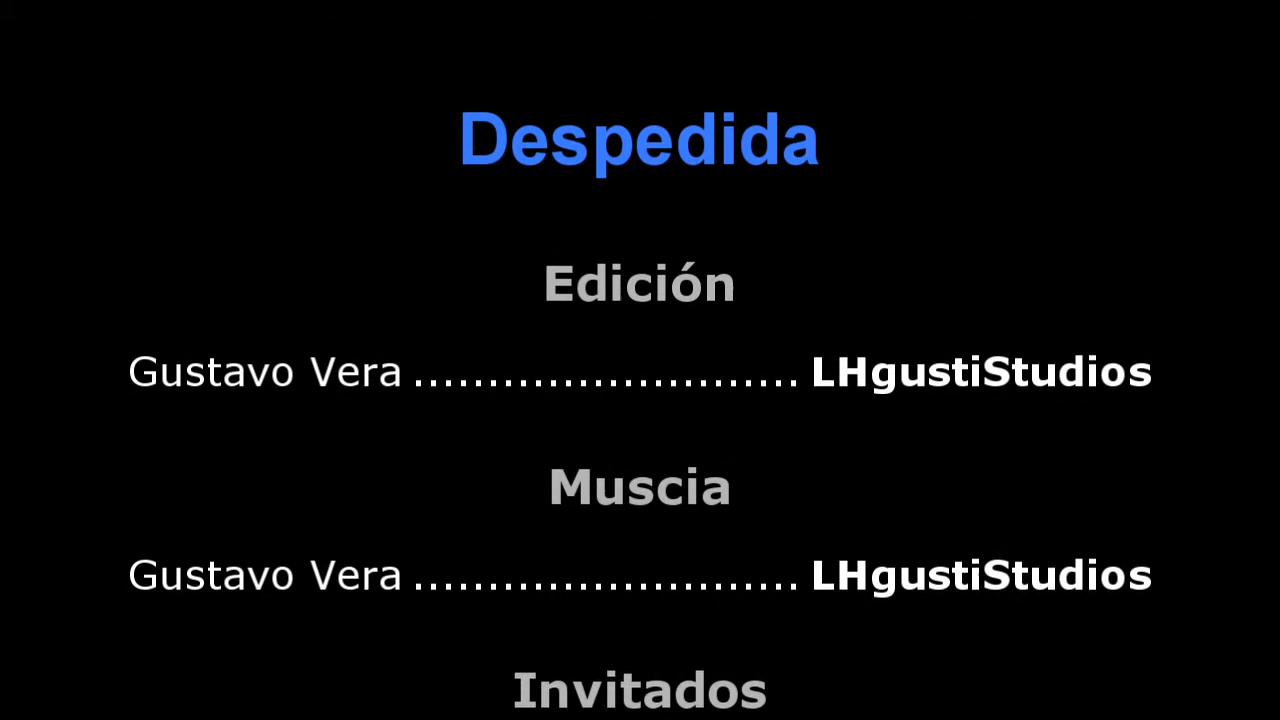 Despedida
Edición
Gustavo Vera .......................... LHgustiStudios
Muscia
Gustavo Vera .......................... LHgustiStudios
Invitados